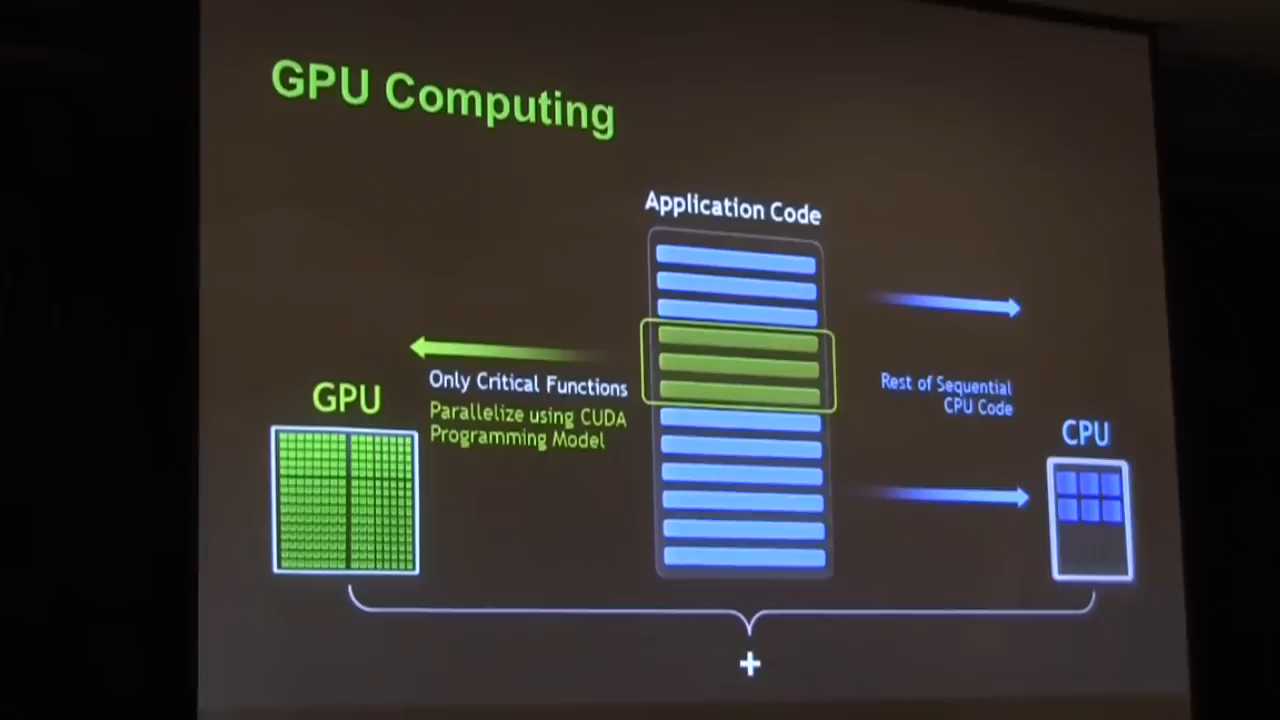 GPU Computing
Application Code
Only Critical Functions
Parallelize using CUDA
Programming Model
GPU
Rest of Sequential
CPU Code
CPU
+